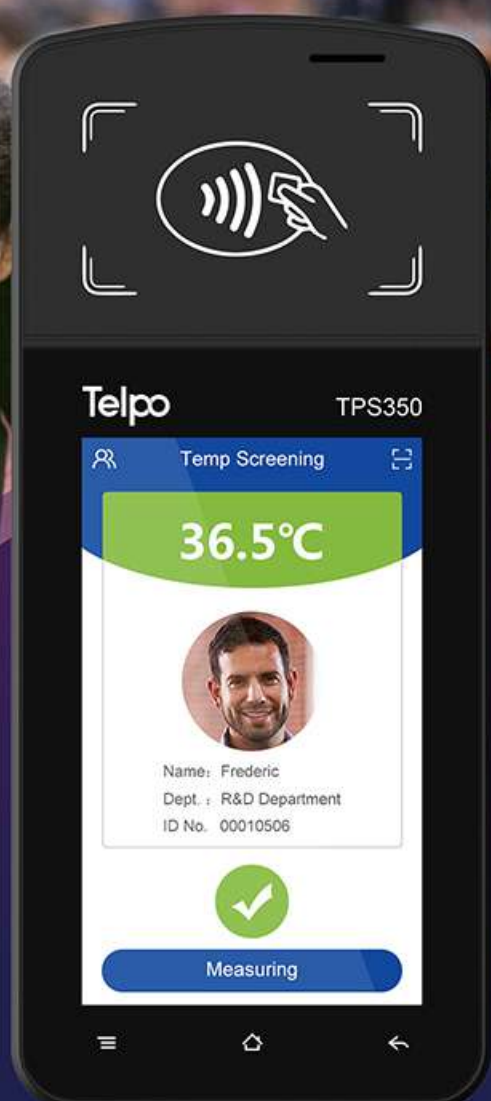 Telpo
TPS350
Temp Screening
36.5°C
Name: Frederic
Dept. : R&D Department
ID No. 00010506
Measuring